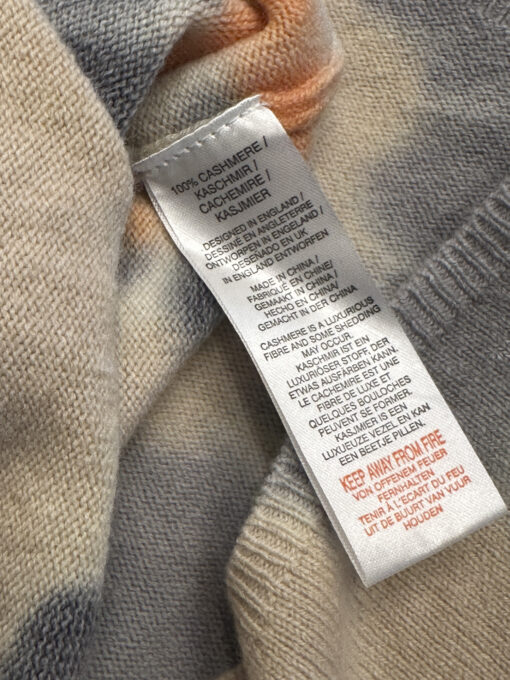 100% CASHMERE /
KASCHMIR /
CACHEMIRE /
KASJMIER
DESIGNED IN ENGLAND /
DESSINÉ EN ANGLETERRE
ONTWORPEN IN ENGELAND /
DESENADO EN UK
IN ENGLAND ENTWORFEN
MADE IN CHINA /
FABRIQUÉ EN CHINE/
GEMAAKT IN CHINA /
HECHO EN CHINA/
GEMACHT IN DER CHINA
CASHMERE IS A LUXURIOUS
FIBRE AND SOME SHEDDING
MAY OCCUR.
KASCHMIR IST EIN
LUXURIÖSER STOFF, DER
ETWAS AUSFÄRBEN KANN.
LE CACHEMIRE EST UNE
FIBRE DE LUXE ET
QUELQUES BOULOCHES
PEUVENT SE FORMER.
KASJMIER IS EEN
LUXUEUZE VEZEL EN KAN
EEN BEETJE PILLEN.
KEEP AWAY FROM FIRE
VOH OFFENEM FEUER
FERNHALTEN
TENIR À L'ECART DU FEU
UIT DE BUURT VAN VUUR
HOUDEN